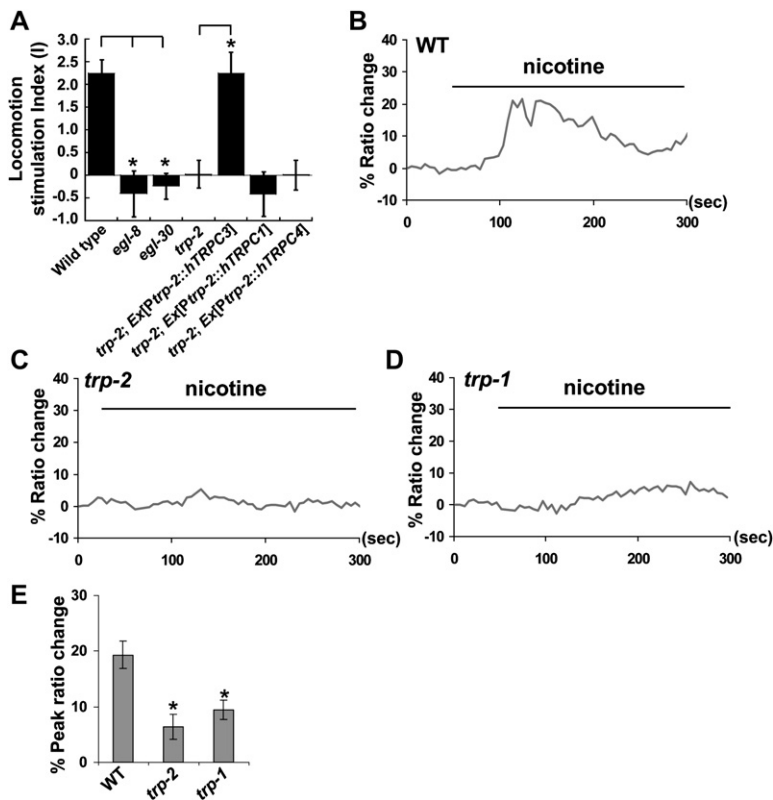 A
Locomotion
stimulation Index (I)
3.0
2.5
2.0
1.5
1.0
0.5
0
-0.5
-1.0
*
*
*
Wild type
egl-8
egl-30
trp-2
trp-2; Ex[Ptrp-2::hTRPC3]
trp-2; Ex[Ptrp-2::hTRPC1]
trp-2; Ex[Ptrp-2::hTRPC4]
B
WT
nicotine
% Ratio change
40
30
20
10
0
-10
0
100
200
300
(sec)
C
trp-2
nicotine
% Ratio change
40
30
20
10
0
-10
0
100
200
300
(sec)
D
trp-1
nicotine
% Ratio change
40
30
20
10
0
-10
0
100
200
300
(sec)
E
% Peak ratio change
30
20
10
0
*
*
WT
trp-2
trp-1